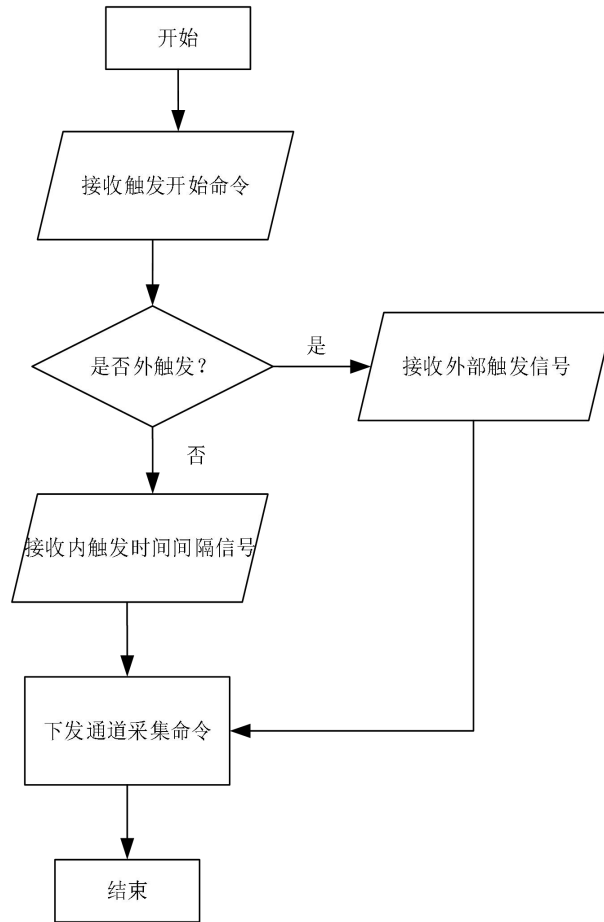 开始
接收触发开始命令
是否外触发？
是
接收外部触发信号
否
接收内触发时间间隔信号
下发通道采集命令
结束